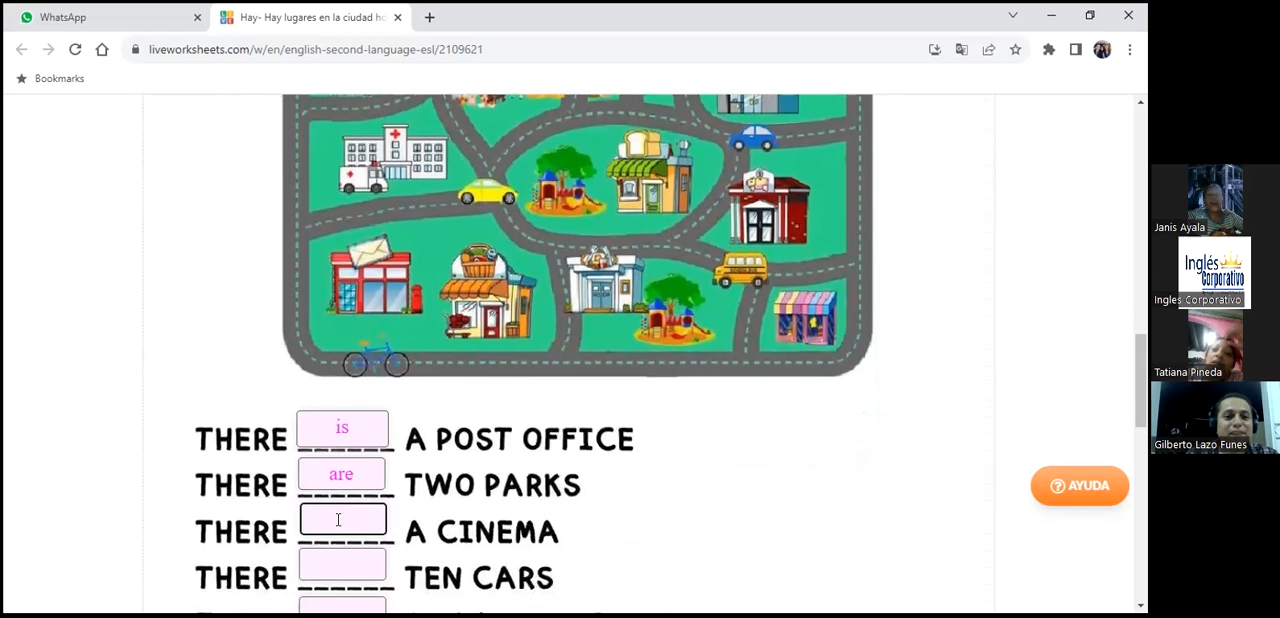 WhatsApp
Hay- Hay lugares en la ciudad ho
liveworksheets.com/w/en/english-second-language-esl/2109621
Bookmarks
THERE is A POST OFFICE
THERE are TWO PARKS
THERE A CINEMA
THERE TEN CARS
AYUDA
Janis Ayala
Inglés
Corporativo
Ingles Corporativo
Tatiana Pineda
Gilberto Lazo Funes